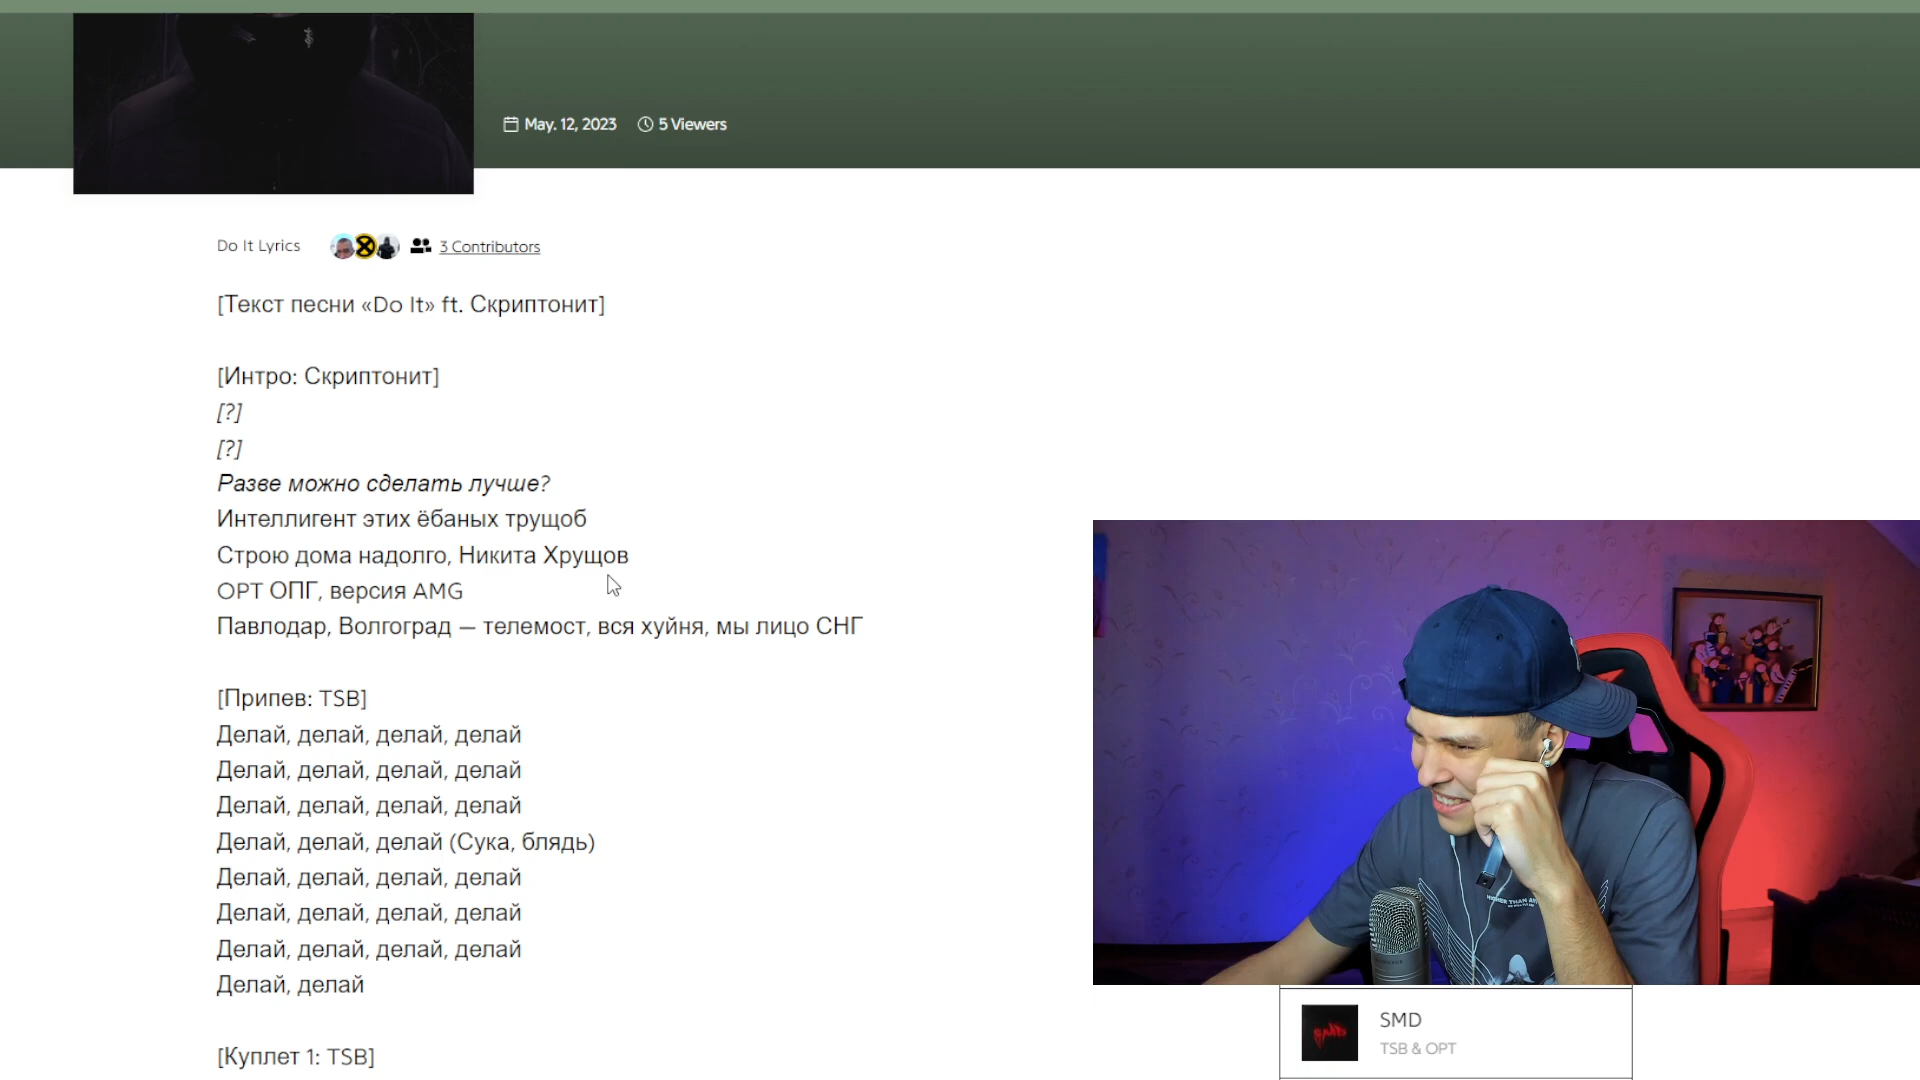 May. 12, 2023 5 Viewers
Do It Lyrics 3 Contributors
[Текст песни «Do It» ft. Скриптонит]
[Интро: Скриптонит]
[?]
[?]
Разве можно сделать лучше?
Интеллигент этих ёбаных трущоб
Строю дома надолго, Никита Хрущов
OPT ОПГ, версия AMG
Павлодар, Волгоград — телемост, вся хуйня, мы лицо СНГ
[Припев: TSB]
Делай, делай, делай, делай
Делай, делай, делай, делай
Делай, делай, делай, делай
Делай, делай, делай (Сука, блядь)
Делай, делай, делай, делай
Делай, делай, делай, делай
Делай, делай, делай, делай
Делай, делай
[Куплет 1: TSB]
SMD
TSB & OPT